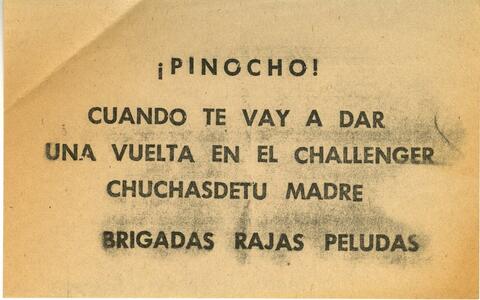 ¡PINOCHO!
CUANDO TE VAY A DAR
UNA VUELTA EN EL CHALLENGER
CHUCHASDETU MADRE
BRIGADAS RAJAS PELUDAS